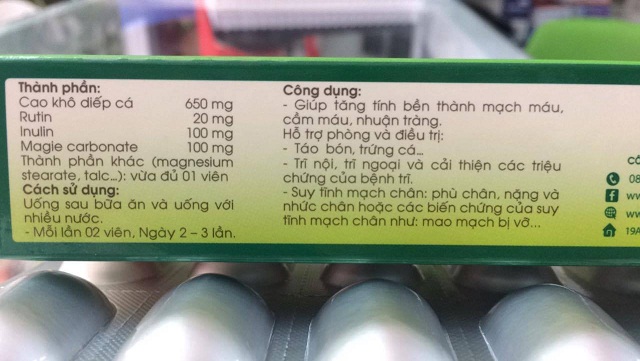 Thành phần:
Cao khô diếp cá 650 mg
Rutin 20 mg
Inulin 100 mg
Magie carbonate 100 mg
Thành phần khác (magnesium
stearate, talc...): vừa đủ 01 viên
Cách sử dụng:
Uống sau bữa ăn và uống với
nhiều nước.
- Mỗi lần 02 viên, Ngày 2 – 3 lần.
Công dụng:
- Giúp tăng tính bền thành mạch máu,
cầm máu, nhuận tràng.
Hỗ trợ phòng và điều trị:
- Táo bón, trứng cá...
- Trĩ nội, trĩ ngoại và cải thiện các triệu
chứng của bệnh trĩ.
- Suy tĩnh mạch chân: phù chân, nặng và
nhức chân hoặc các biến chứng của suy
tĩnh mạch chân như: mao mạch bị vỡ...
08
ww
ww
19A